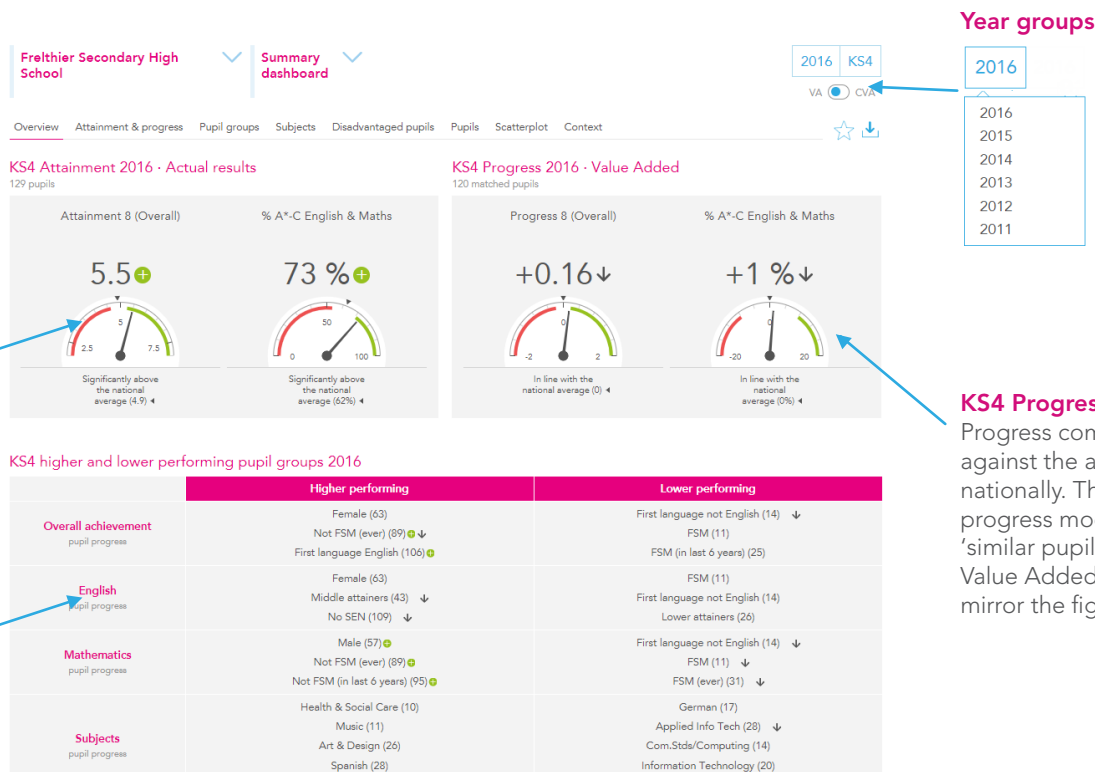 Year groups
Frelthier Secondary High
School
Summary
dashboard
2016 KS4
VA CVA
2016
2016
2015
2014
2013
2012
2011
Overview Attainment & progress Pupil groups Subjects Disadvantaged pupils Pupils Scatterplot Context
KS4 Attainment 2016 · Actual results
129 pupils
KS4 Progress 2016 · Value Added
120 matched pupils
Attainment 8 (Overall)
5.5
2.5 5 7.5
Significantly above
the national
average (4.9)
% A*-C English & Maths
73 %
0 50 100
Significantly above
the national
average (62%)
Progress 8 (Overall)
+0.16
-2 0 2
In line with the
national average (0)
% A*-C English & Maths
+1 %
-20 0 20
In line with the
national
average (0%)
KS4 Progres
Progress com
against the a
nationally. Th
progress mo
‘similar pupil
Value Added
mirror the fig
KS4 higher and lower performing pupil groups 2016
Higher performing Lower performing
Overall achievement
pupil progress
Female (63)
Not FSM (ever) (89)
First language English (106)
First language not English (14)
FSM (11)
FSM (in last 6 years) (25)
English
pupil progress
Female (63)
Middle attainers (43)
No SEN (109)
FSM (11)
First language not English (14)
Lower attainers (26)
Mathematics
pupil progress
Male (57)
Not FSM (ever) (89)
Not FSM (in last 6 years) (95)
First language not English (14)
FSM (11)
FSM (ever) (31)
Subjects
pupil progress
Health & Social Care (10)
Music (11)
Art & Design (26)
Spanish (28)
German (17)
Applied Info Tech (28)
Com.Stds/Computing (14)
Information Technology (20)